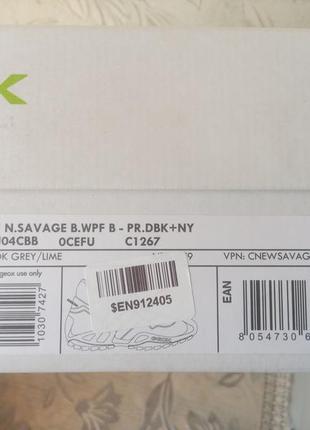 N.SAVAGE B.WPF B - PR.DBK+NY
04CBB 0CEFU C1267
DK GREY/LIME VPN: CNEWSAVAG
geox use only
$EN912405
1030 7427
EAN
8 054730 6